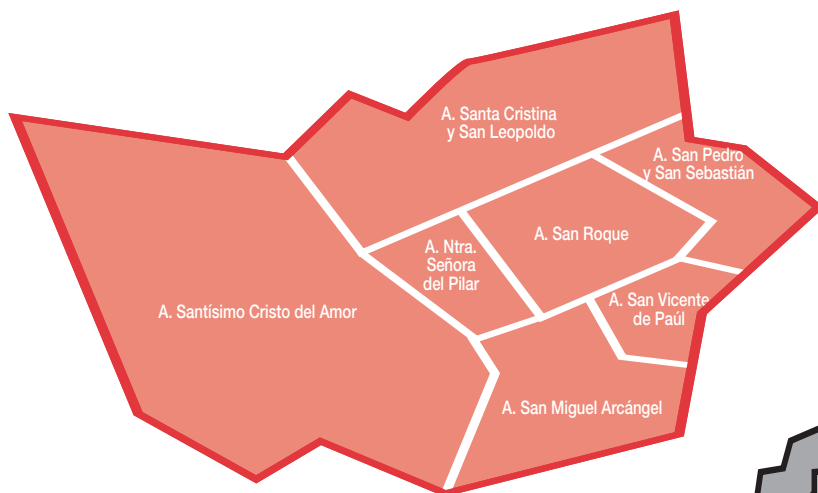 A. Santa Cristina
y San Leopoldo
A. San Pedro
y San Sebastián
A. San Roque
A. Ntra.
Señora
del Pilar
A. Santísimo Cristo del Amor
A. San Vicente
de Paúl
A. San Miguel Arcángel